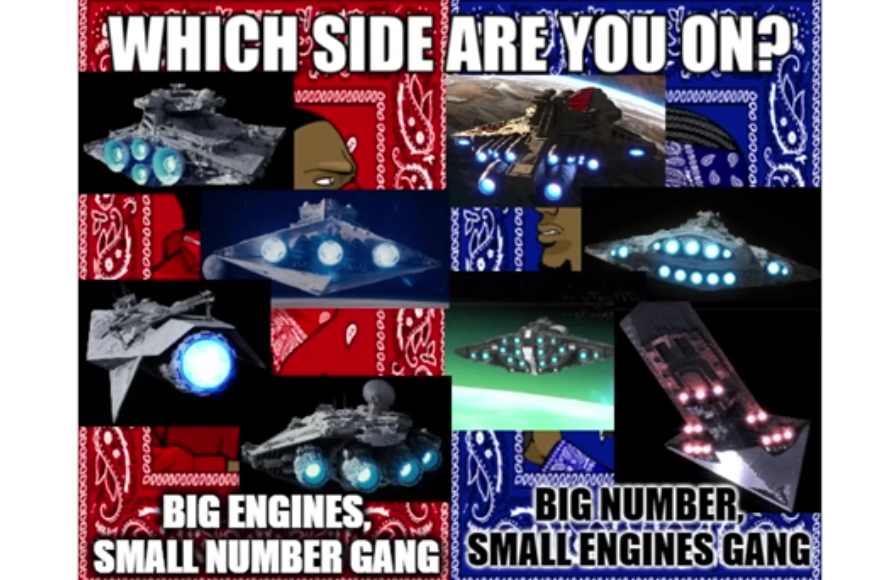 WHICH SIDE ARE YOU ON?
BIG ENGINES,
SMALL NUMBER GANG
BIG NUMBER,
SMALL ENGINES GANG